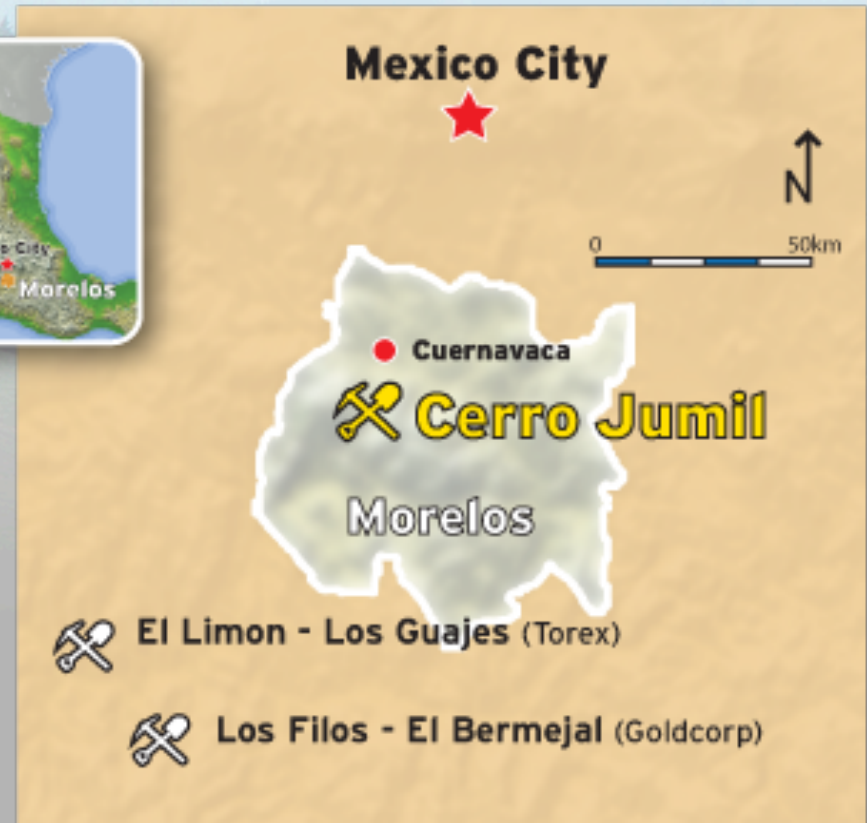 Mexico City
N
0 50km
City
Morelos
Cuernavaca
Cerro Jumil
Morelos
El Limon - Los Guajes (Torex)
Los Filos - El Bermejal (Goldcorp)